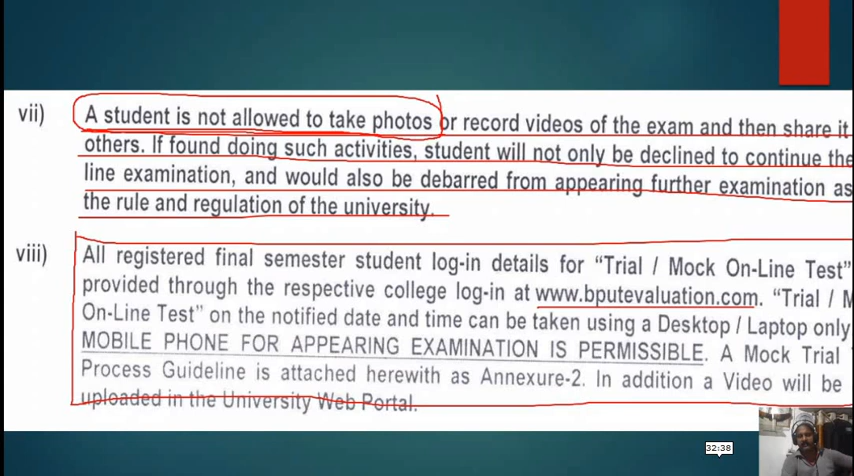 vii) A student is not allowed to take photos or record videos of the exam and then share it
others. If found doing such activities, student will not only be declined to continue the
line examination, and would also be debarred from appearing further examination as
the rule and regulation of the university.
viii) All registered final semester student log-in details for “Trial / Mock On-Line Test”
provided through the respective college log-in at www.bputevaluation.com. “Trial / M
On-Line Test” on the notified date and time can be taken using a Desktop / Laptop only
MOBILE PHONE FOR APPEARING EXAMINATION IS PERMISSIBLE. A Mock Trial
Process Guideline is attached herewith as Annexure-2. In addition a Video will be
uploaded in the University Web Portal.
32:38